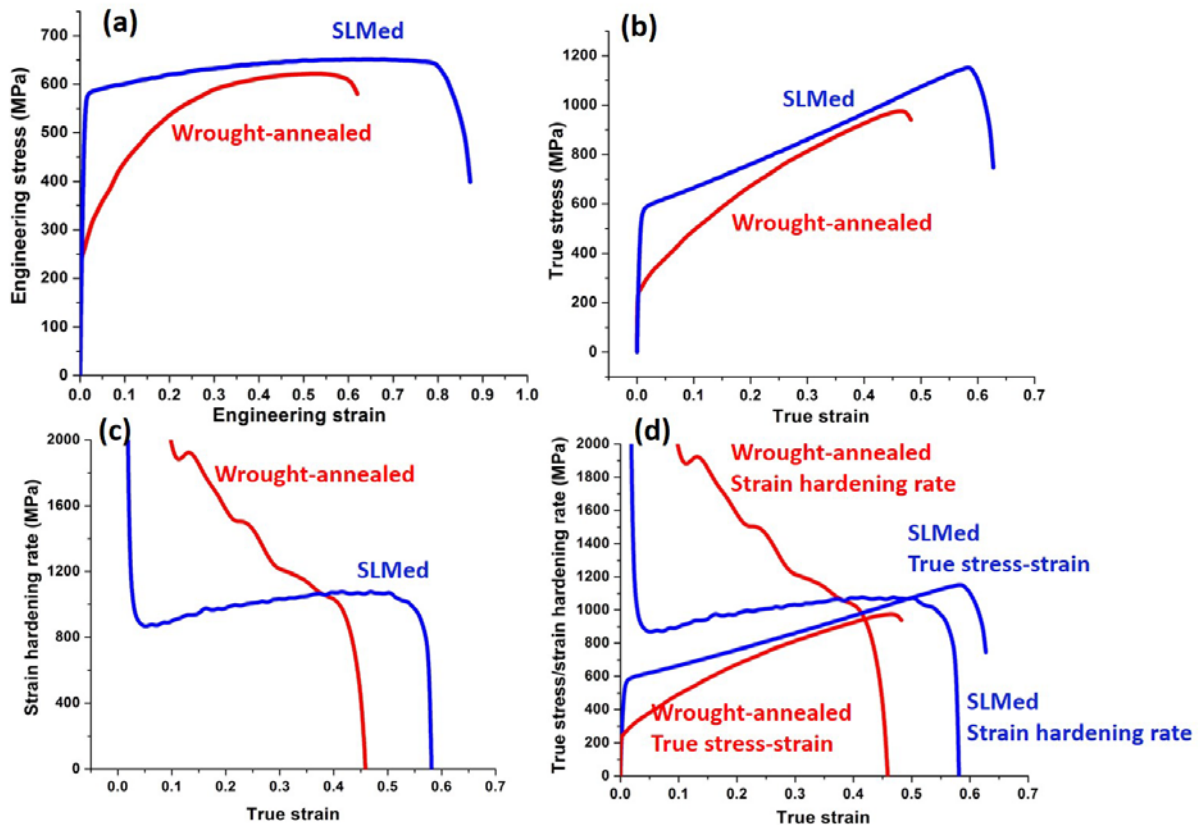 (a)
Engineering stress (MPa)
700
600
500
400
300
200
100
0
SLMed
Wrought-annealed
0.0 0.1 0.2 0.3 0.4 0.5 0.6 0.7 0.8 0.9 1.0
Engineering strain
(b)
True stress (MPa)
1200
1000
800
600
400
200
0
SLMed
Wrought-annealed
0.0 0.1 0.2 0.3 0.4 0.5 0.6 0.7
True strain
(c)
Strain hardening rate (MPa)
2000
1600
1200
800
400
0
Wrought-annealed
SLMed
0.0 0.1 0.2 0.3 0.4 0.5 0.6
True strain
(d)
True stress/strain hardening rate (MPa)
2000
1800
1600
1400
1200
1000
800
600
400
200
0
Wrought-annealed
Strain hardening rate
SLMed
True stress-strain
Wrought-annealed
True stress-strain
SLMed
Strain hardening rate
0.0 0.1 0.2 0.3 0.4 0.5 0.6 0.7
True strain